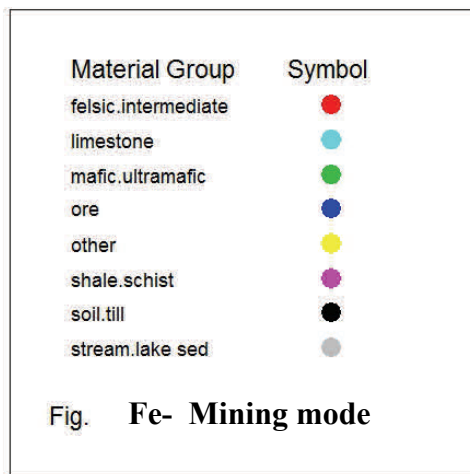 Material Group Symbol
felsic.intermediate
limestone
mafic.ultramafic
ore
other
shale.schist
soil.till
stream.lake sed
Fig. Fe- Mining mode